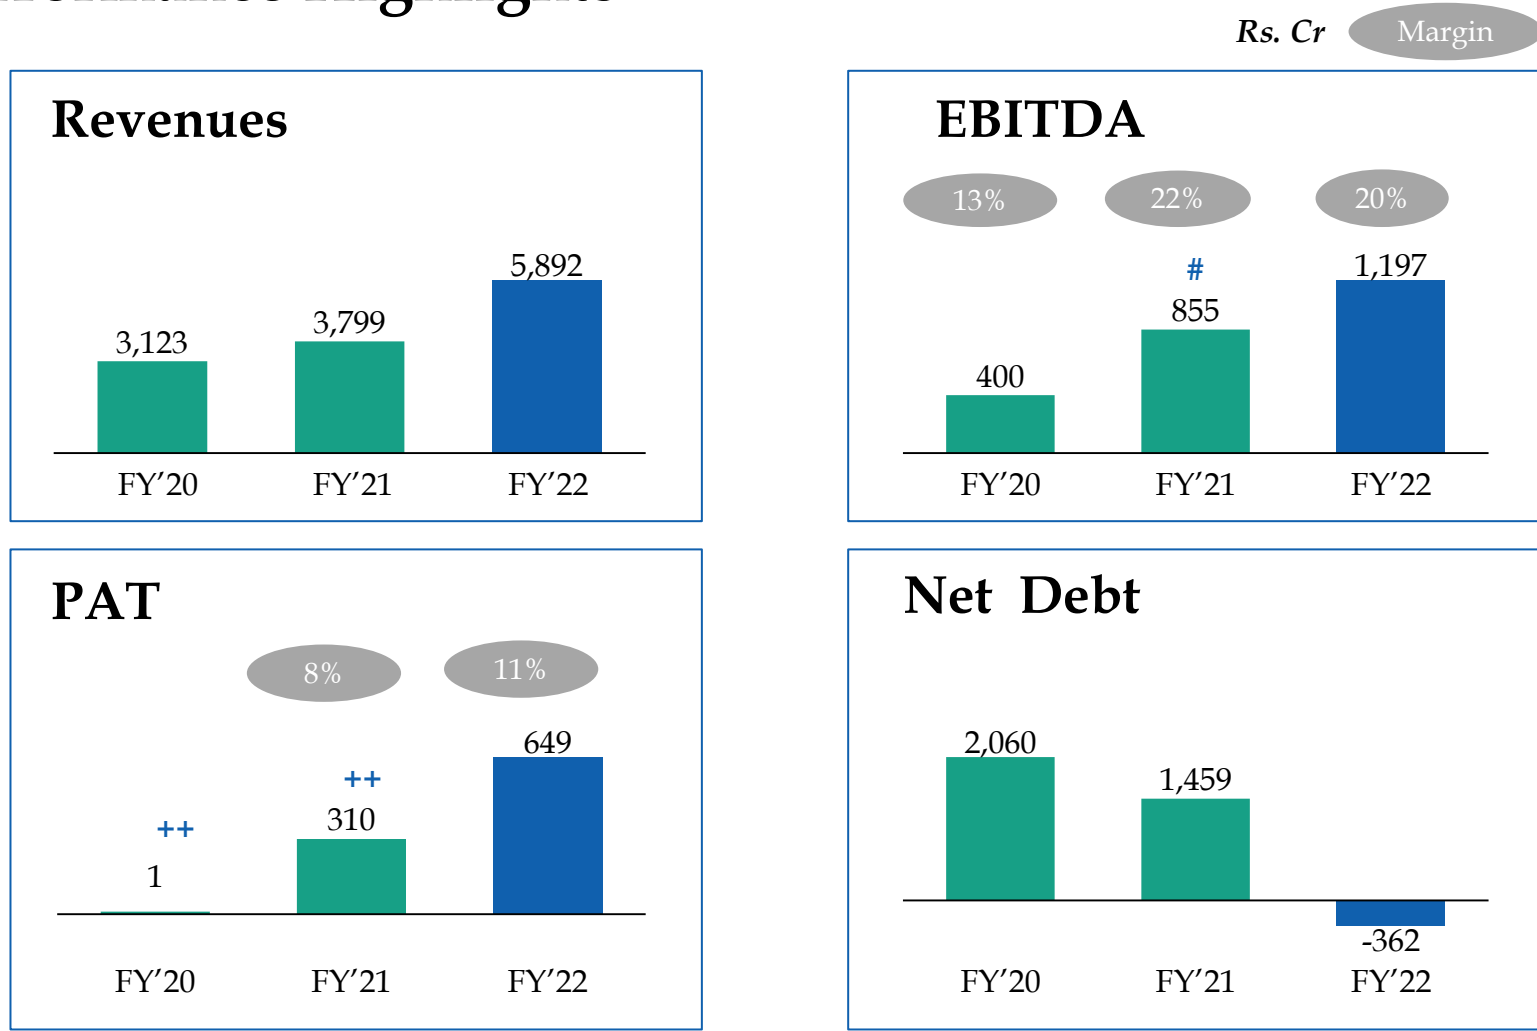 Highlights
Rs. Cr
Margin
Revenues
5,892
3,799
3,123
FY'20 FY'21 FY'22
EBITDA
13% 22% 20%
#
1,197
855
400
FY'20 FY'21 FY'22
PAT
8% 11%
649
++
310
++
1
FY'20 FY'21 FY'22
Net Debt
2,060
1,459
-362
FY'20 FY'21 FY'22